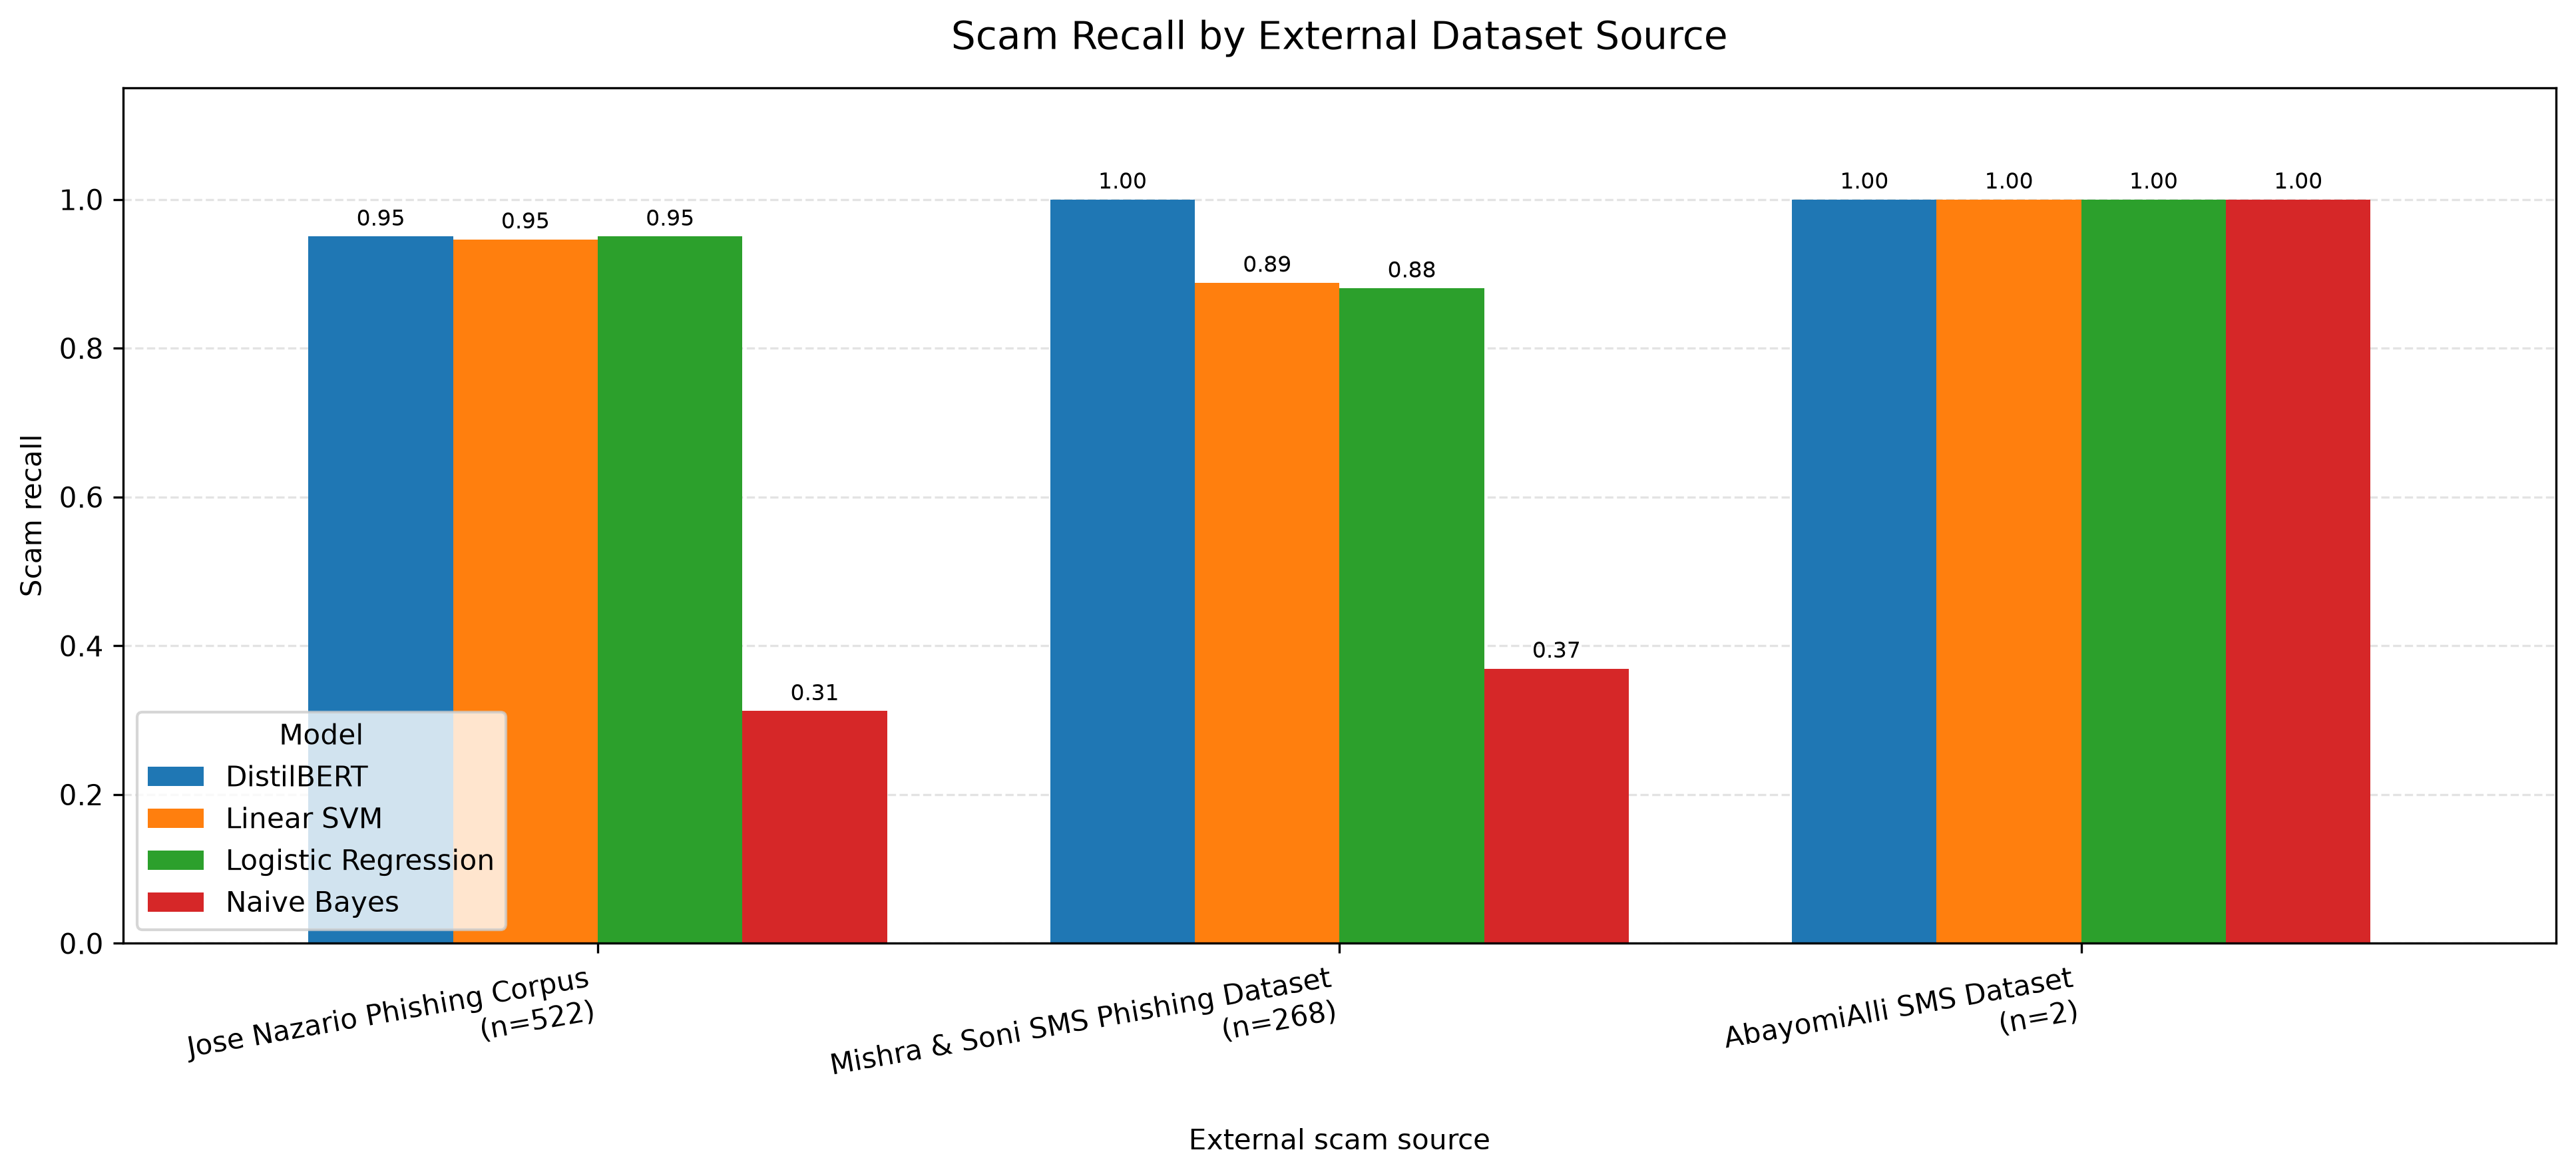 Scam Recall by External Dataset Source
Scam recall
1.0
0.8
0.6
0.4
0.2
0.0
0.95
0.95
0.95
0.31
1.00
0.89
0.88
0.37
1.00
1.00
1.00
1.00
Model
DistilBERT
Linear SVM
Logistic Regression
Naive Bayes
Jose Nazario Phishing Corpus
(n=522)
Mishra & Soni SMS Phishing Dataset
(n=268)
AbayomiAlli SMS Dataset
(n=2)
External scam source